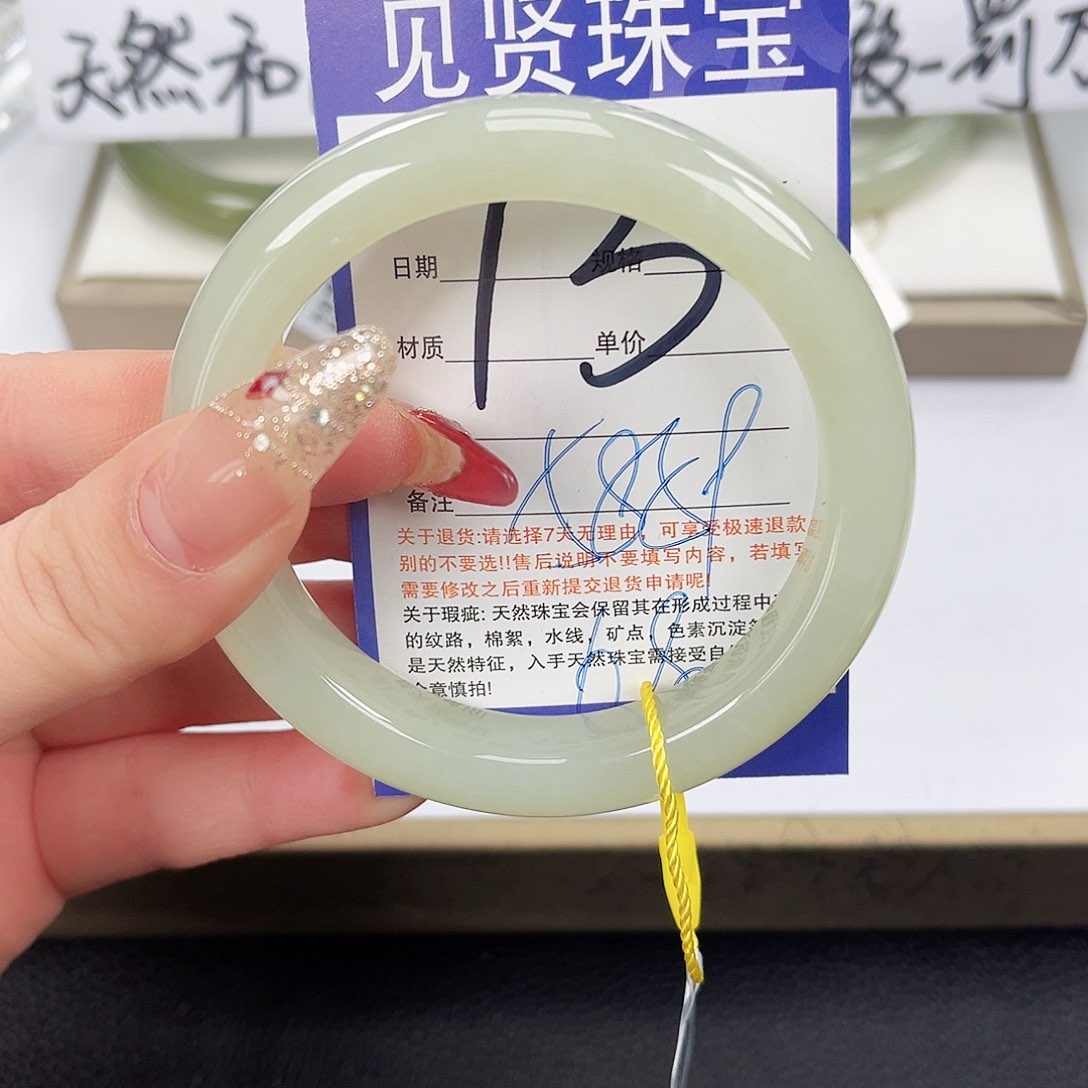 见贤珠宝
天然和
假一罚万
15
日期 规格
材质 单价
备注
关于退货:请选择7天无理由, 可享受极速退款
别的不要选!!售后说明不要填写内容, 若填写
需要修改之后重新提交退货申请呢!
关于瑕疵: 天然珠宝会保留其在形成过程中
的纹路, 棉絮, 水线, 矿点, 色素沉淀
是天然特征, 入手天然珠宝需接受自
介意慎拍!